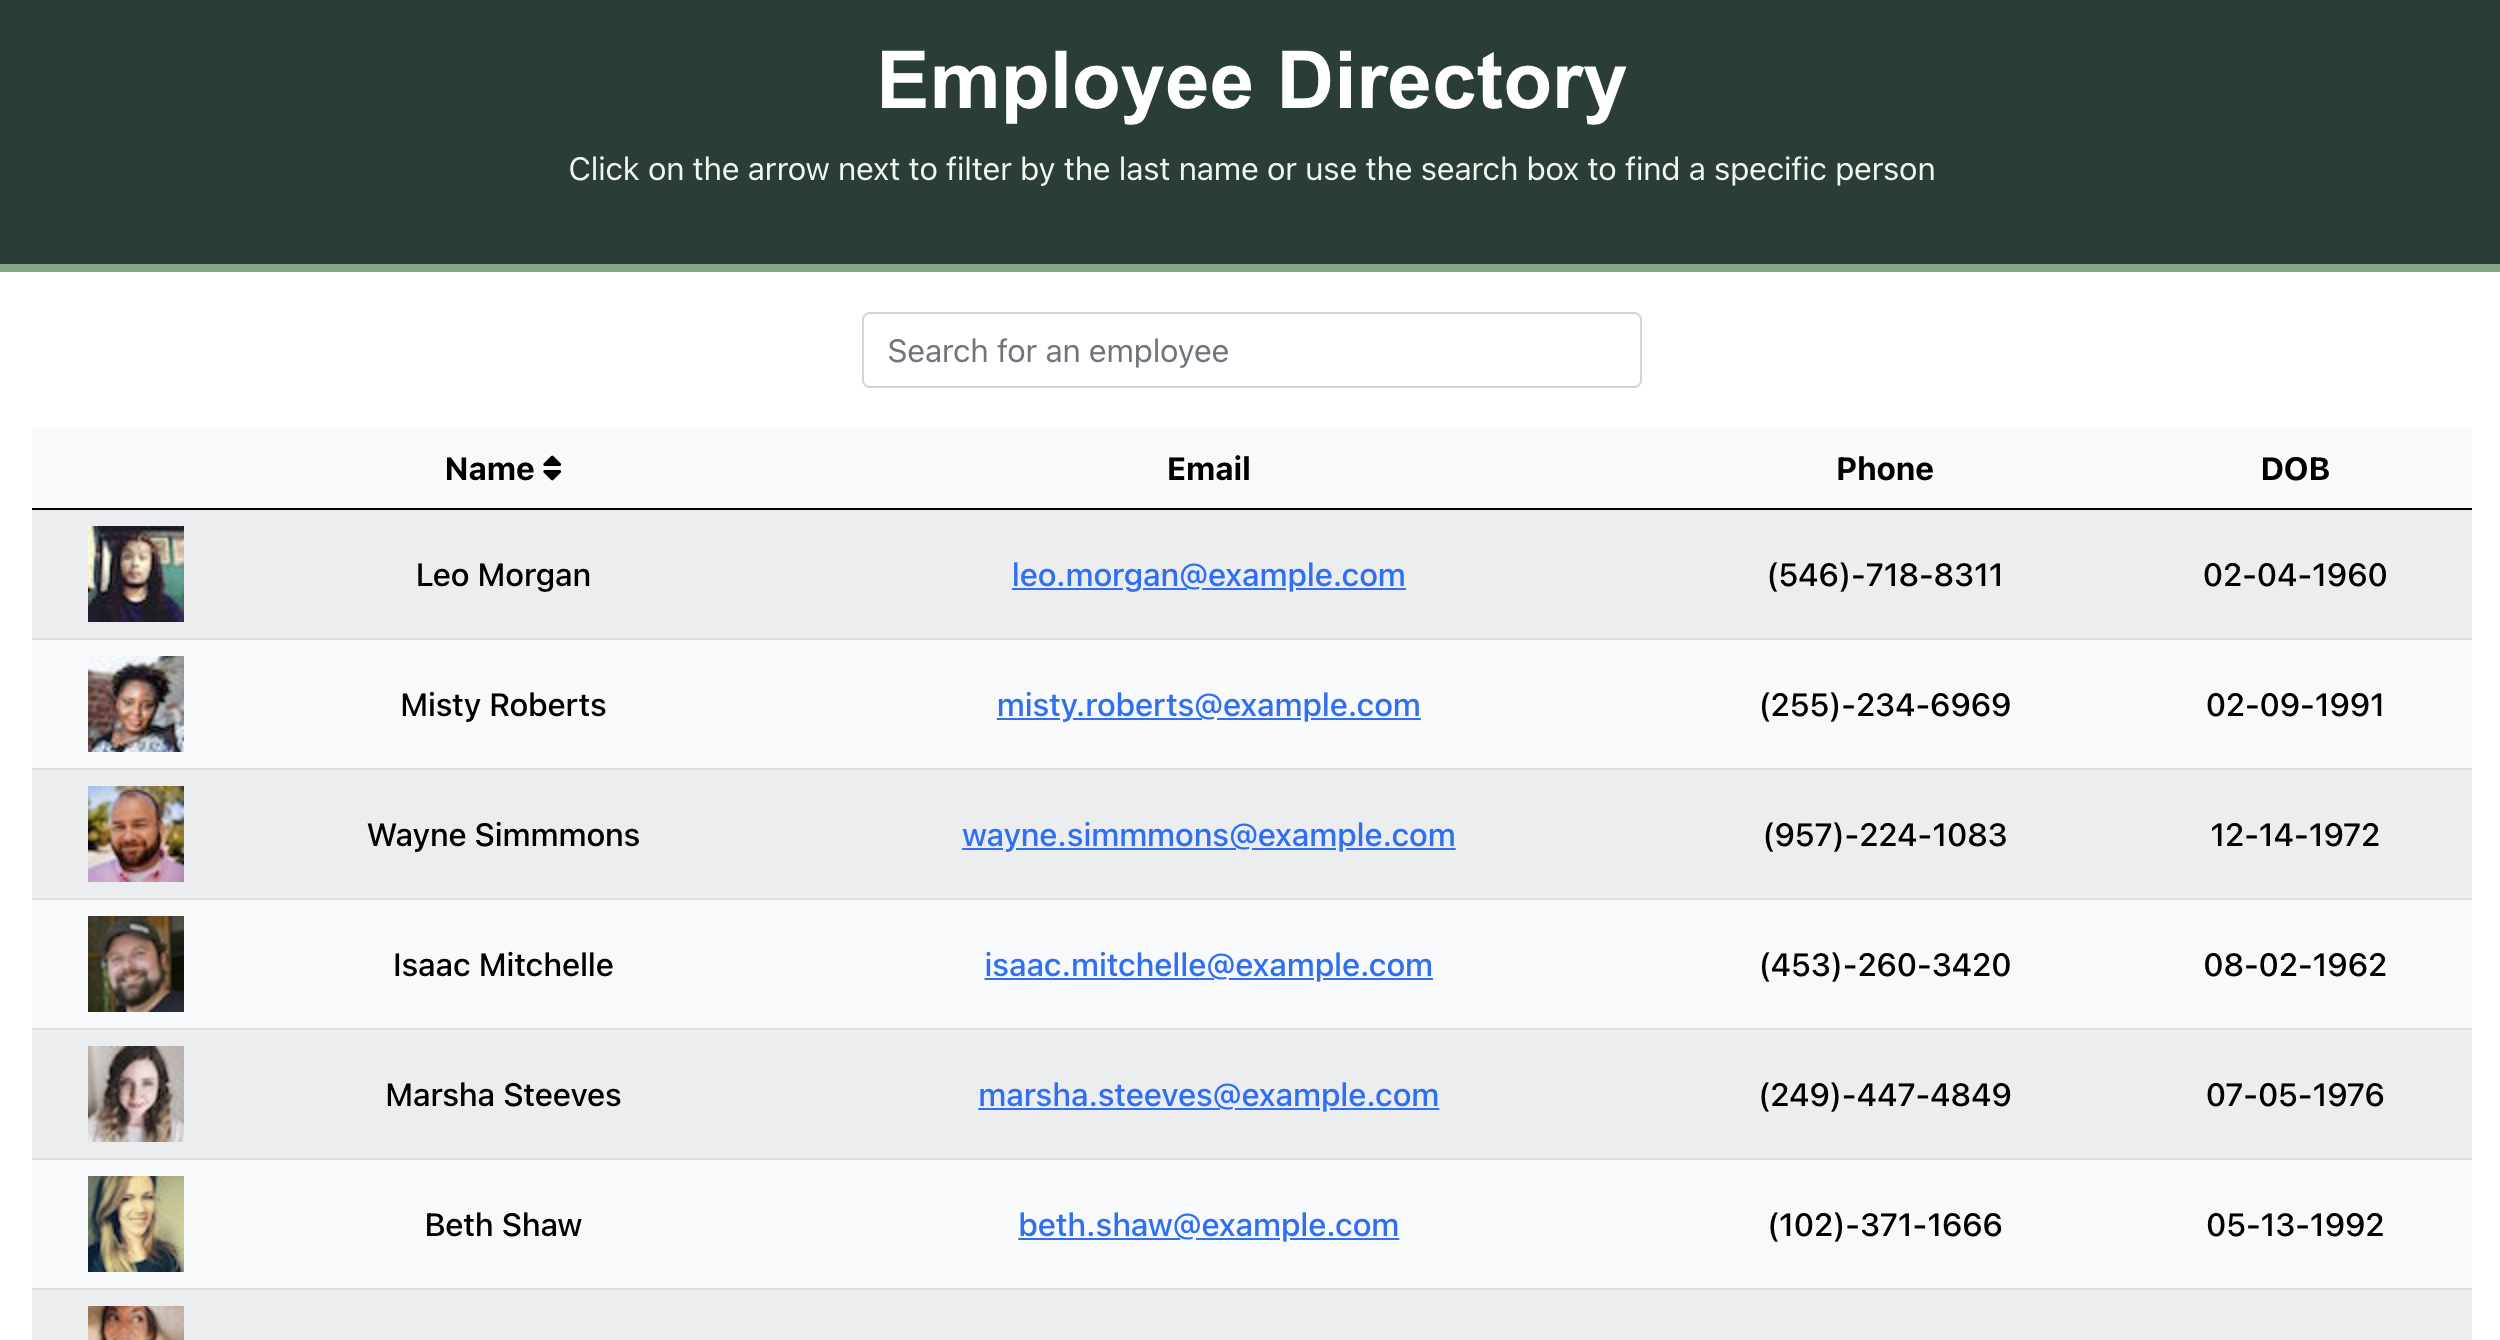 Employee Directory
Click on the arrow next to filter by the last name or use the search box to find a specific person
Search for an employee
Name Email Phone DOB
Leo Morgan leo.morgan@example.com (546)-718-8311 02-04-1960
Misty Roberts misty.roberts@example.com (255)-234-6969 02-09-1991
Wayne Simmmons wayne.simmmons@example.com (957)-224-1083 12-14-1972
Isaac Mitchelle isaac.mitchelle@example.com (453)-260-3420 08-02-1962
Marsha Steeves marsha.steeves@example.com (249)-447-4849 07-05-1976
Beth Shaw beth.shaw@example.com (102)-371-1666 05-13-1992